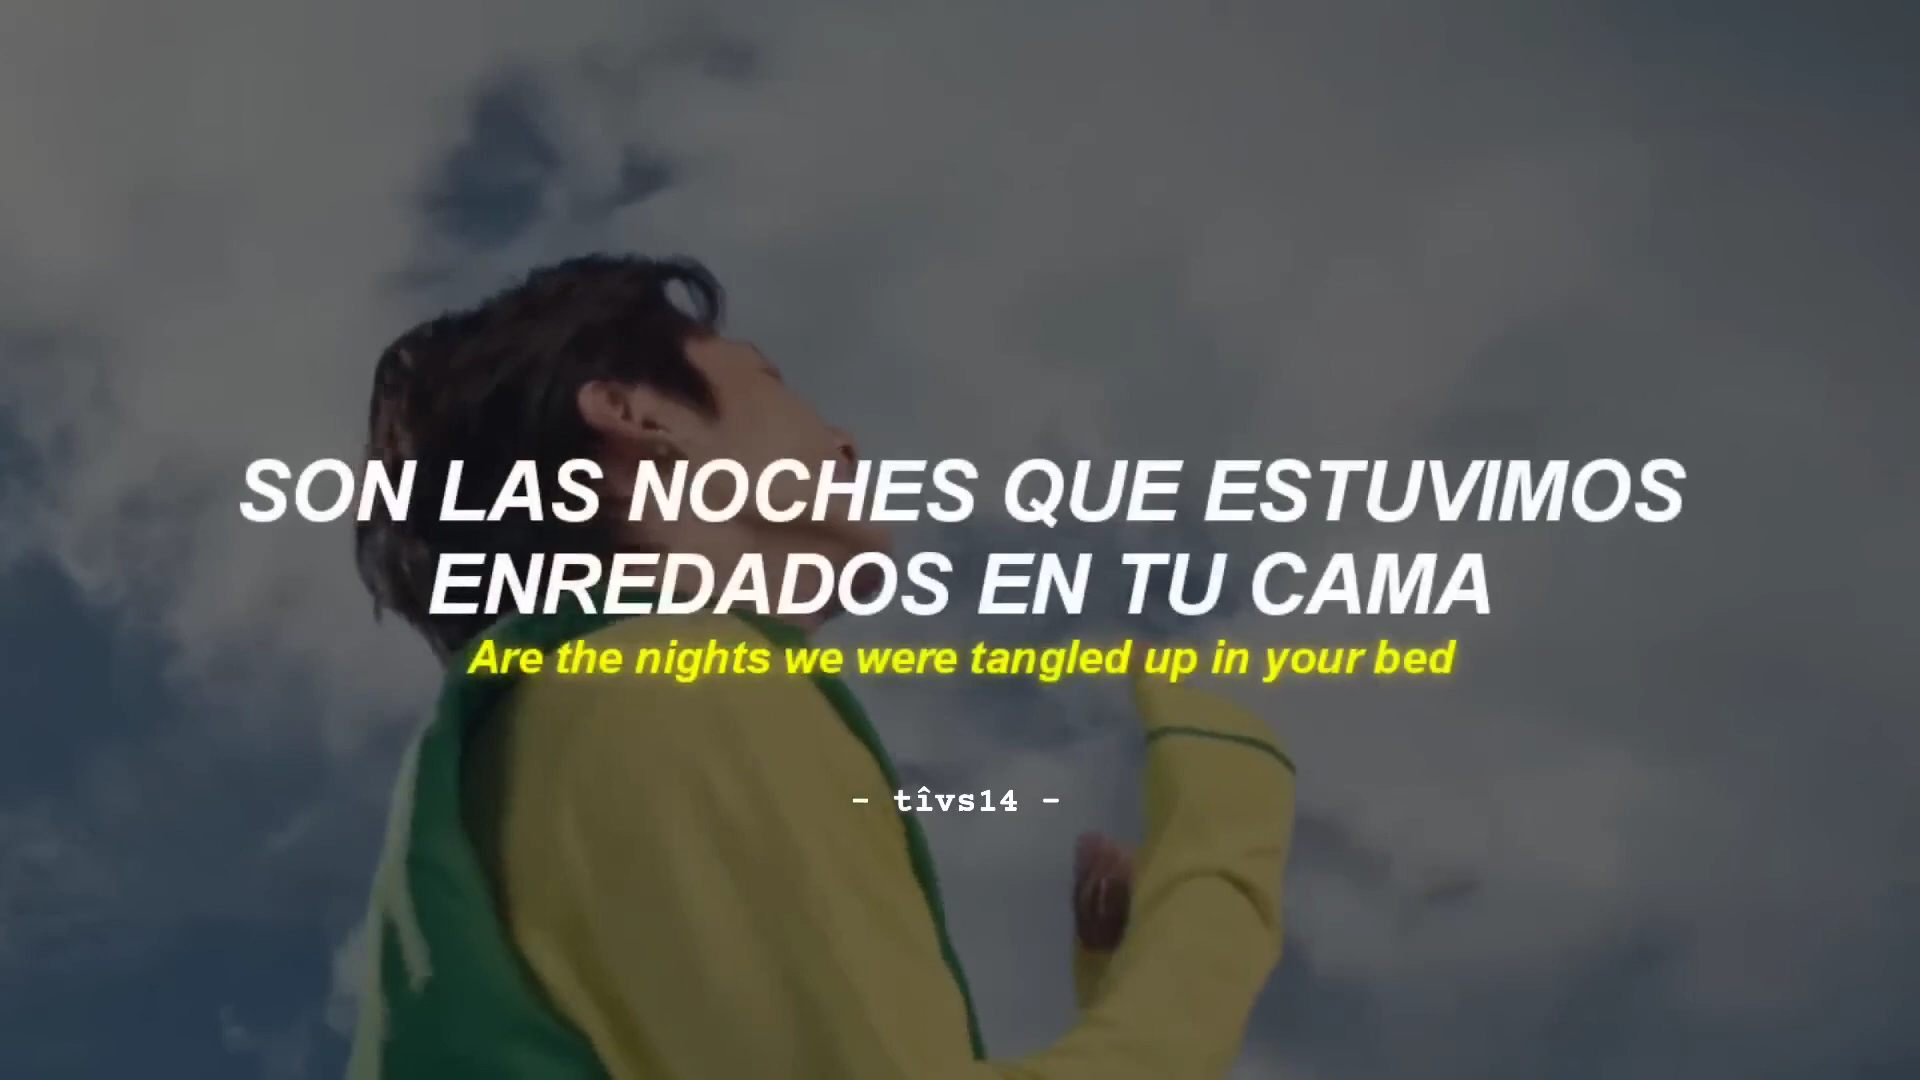 SON LAS NOCHES QUE ESTUVIMOS
ENREDADOS EN TU CAMA
Are the nights we were tangled up in your bed
- tîvs14 -